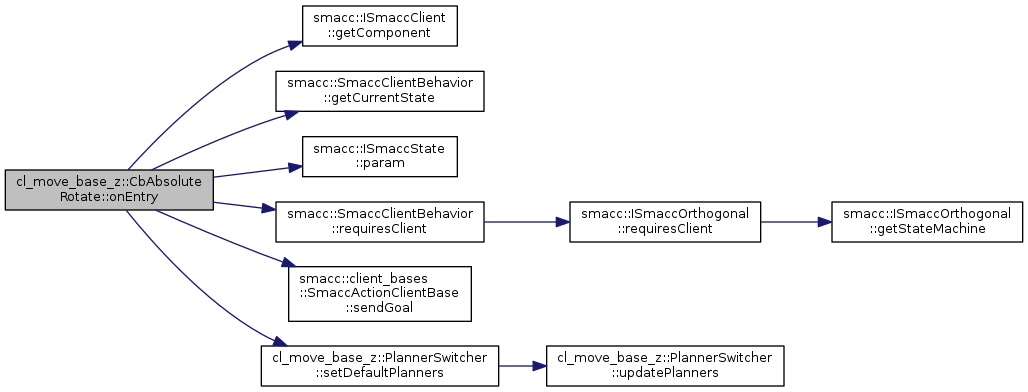 smacc::ISmaccClient
::getComponent
smacc::SmaccClientBehavior
::getCurrentState
smacc::ISmaccState
::param
cl_move_base_z::CbAbsolute
Rotate::onEntry
smacc::SmaccClientBehavior
::requiresClient
smacc::ISmaccOrthogonal
::requiresClient
smacc::ISmaccOrthogonal
::getStateMachine
smacc::client_bases
::SmaccActionClientBase
::sendGoal
cl_move_base_z::PlannerSwitcher
::setDefaultPlanners
cl_move_base_z::PlannerSwitcher
::updatePlanners